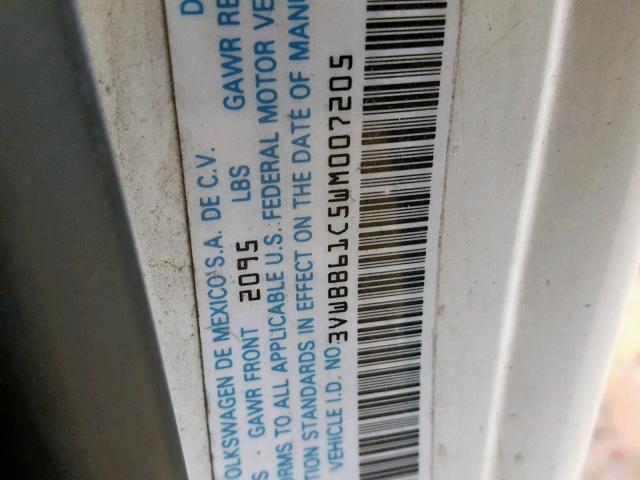 OLKSWAGEN DE MEXICO S.A. DE C.V. D
S · GAWR FRONT 2095 LBS GAWR RE
ORMS TO ALL APPLICABLE U.S. FEDERAL MOTOR VE
TION STANDARDS IN EFFECT ON THE DATE OF MANU
VEHICLE I.D. NO. 3VWBB61C5WM007205